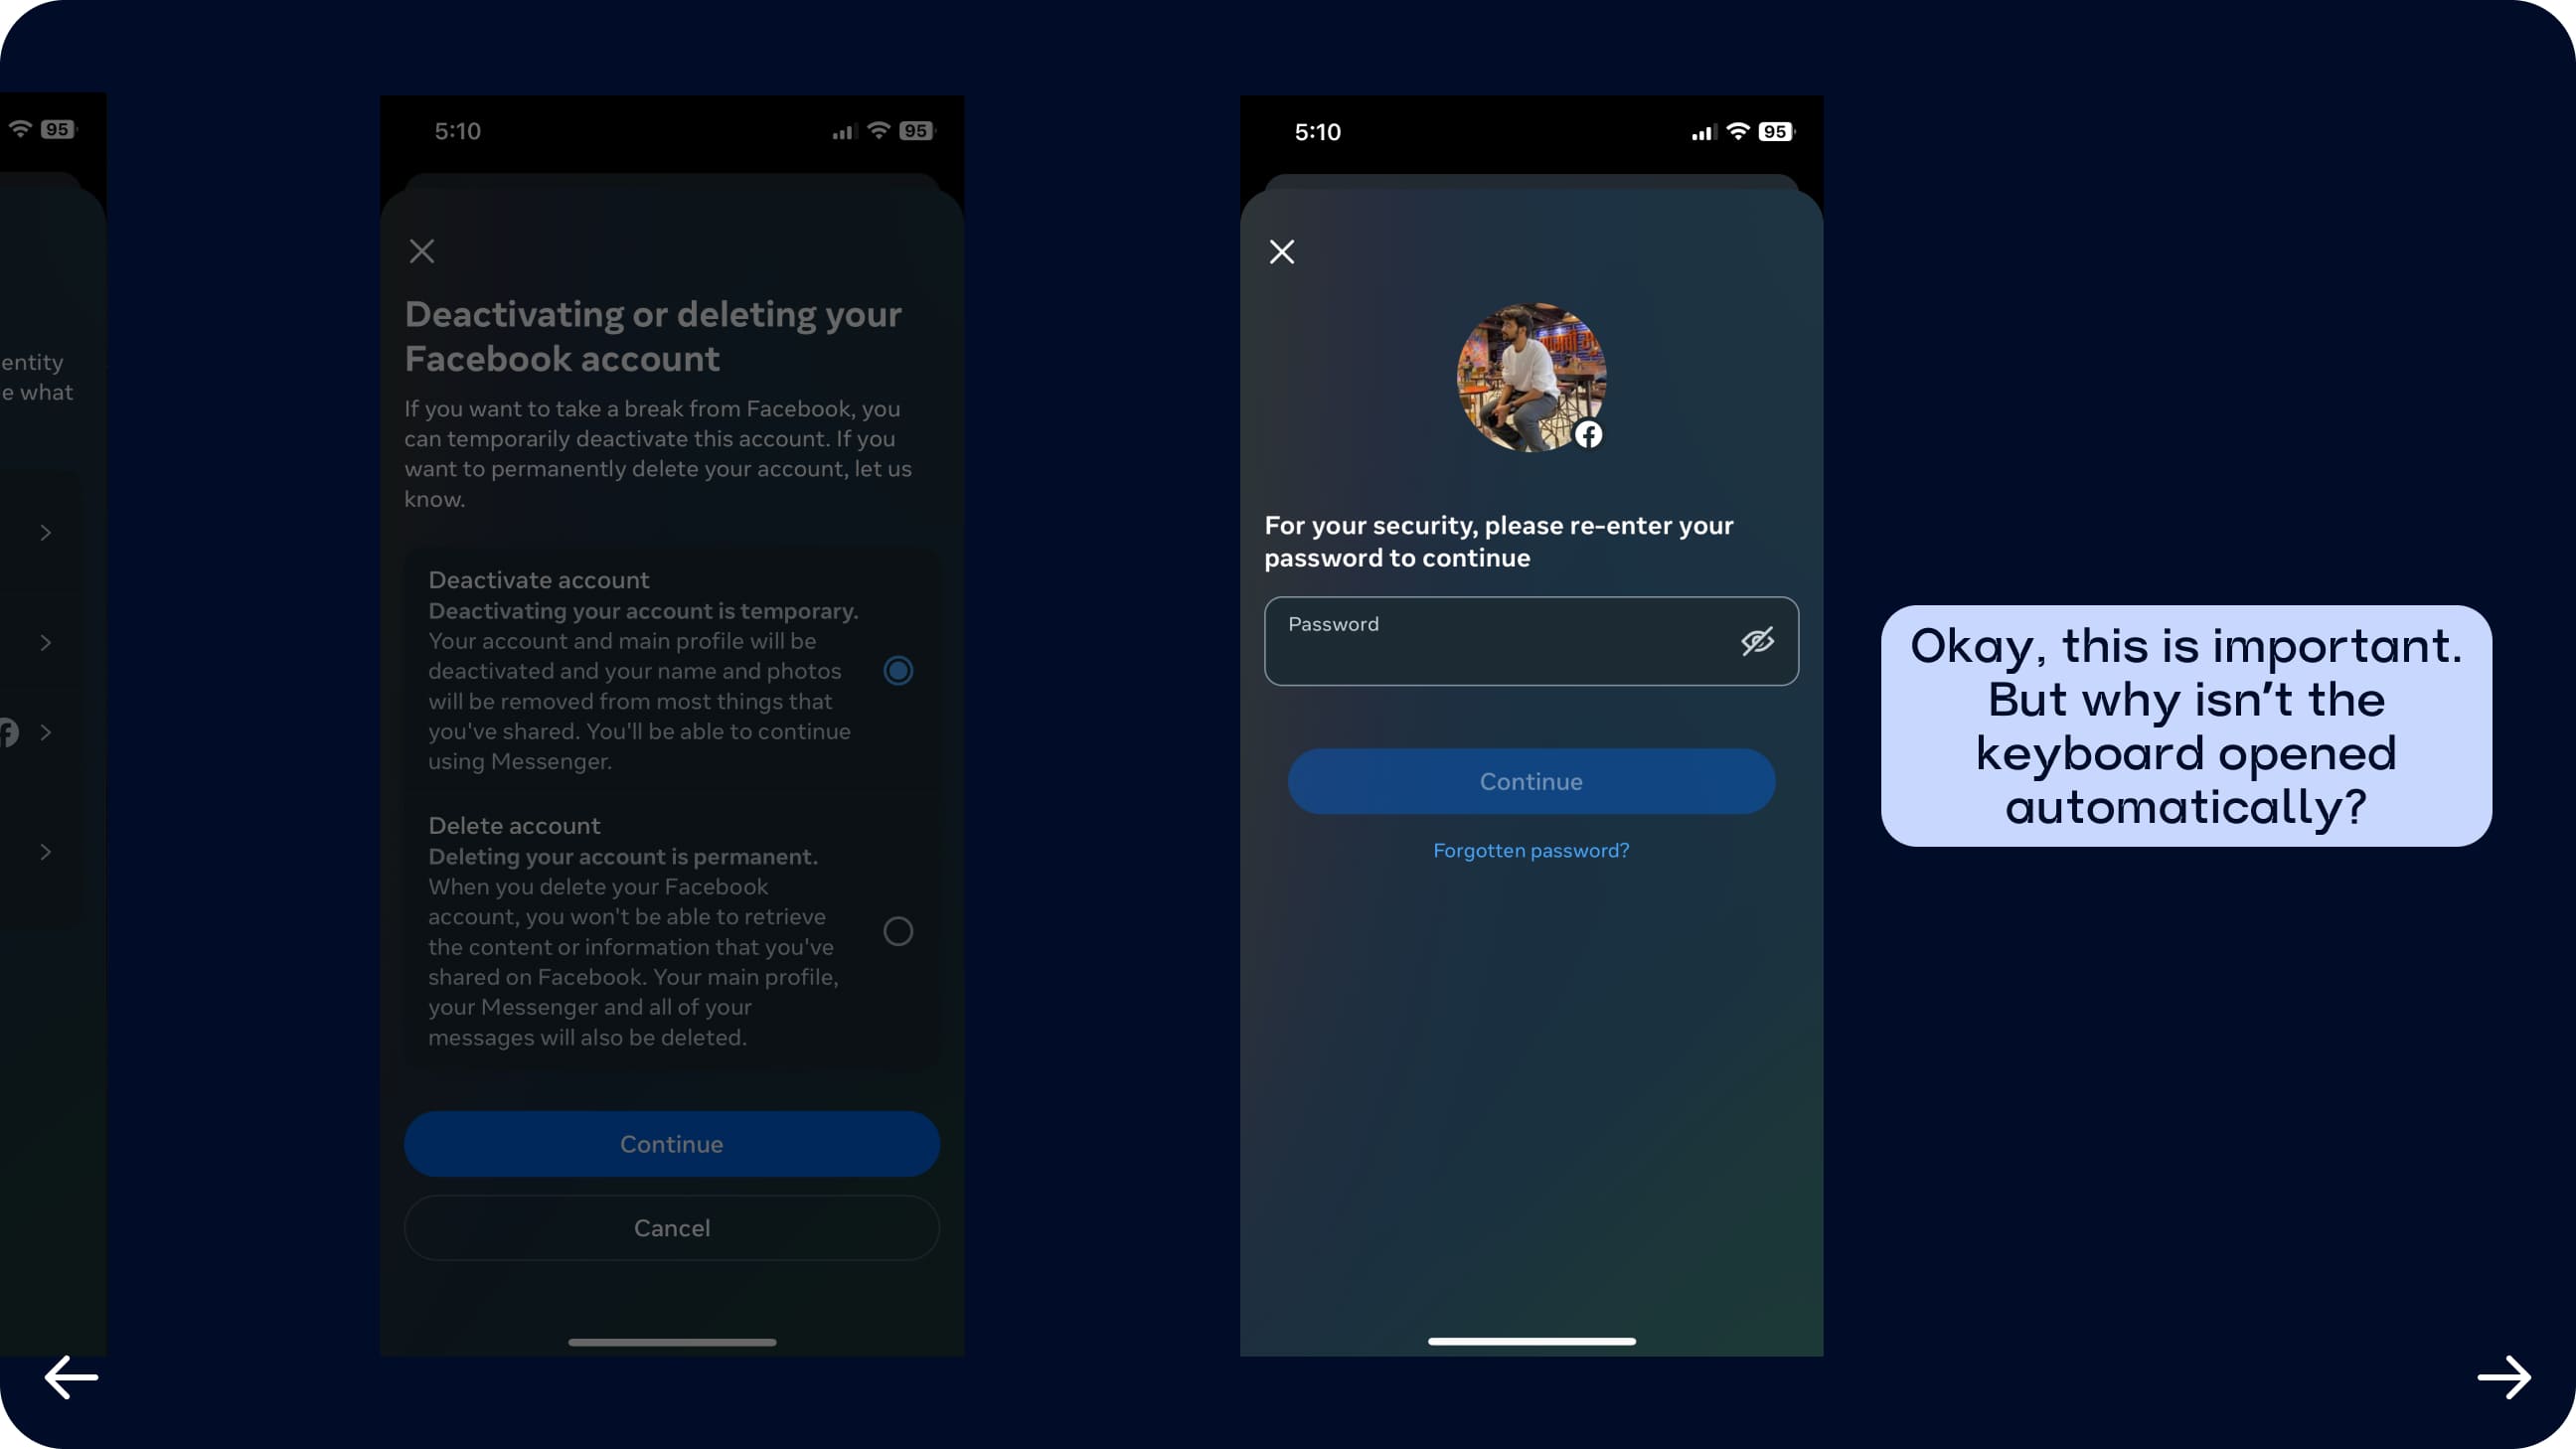 95
entity
e what
5:10
95
Deactivating or deleting your
Facebook account
If you want to take a break from Facebook, you
can temporarily deactivate this account. If you
want to permanently delete your account, let us
know.
Deactivate account
Deactivating your account is temporary.
Your account and main profile will be
deactivated and your name and photos
will be removed from most things that
you've shared. You'll be able to continue
using Messenger.
Delete account
Deleting your account is permanent.
When you delete your Facebook
account, you won't be able to retrieve
the content or information that you've
shared on Facebook. Your main profile,
your Messenger and all of your
messages will also be deleted.
Continue
Cancel
5:10
95
For your security, please re-enter your
password to continue
Password
Continue
Forgotten password?
Okay, this is important.
But why isn't the
keyboard opened
automatically?